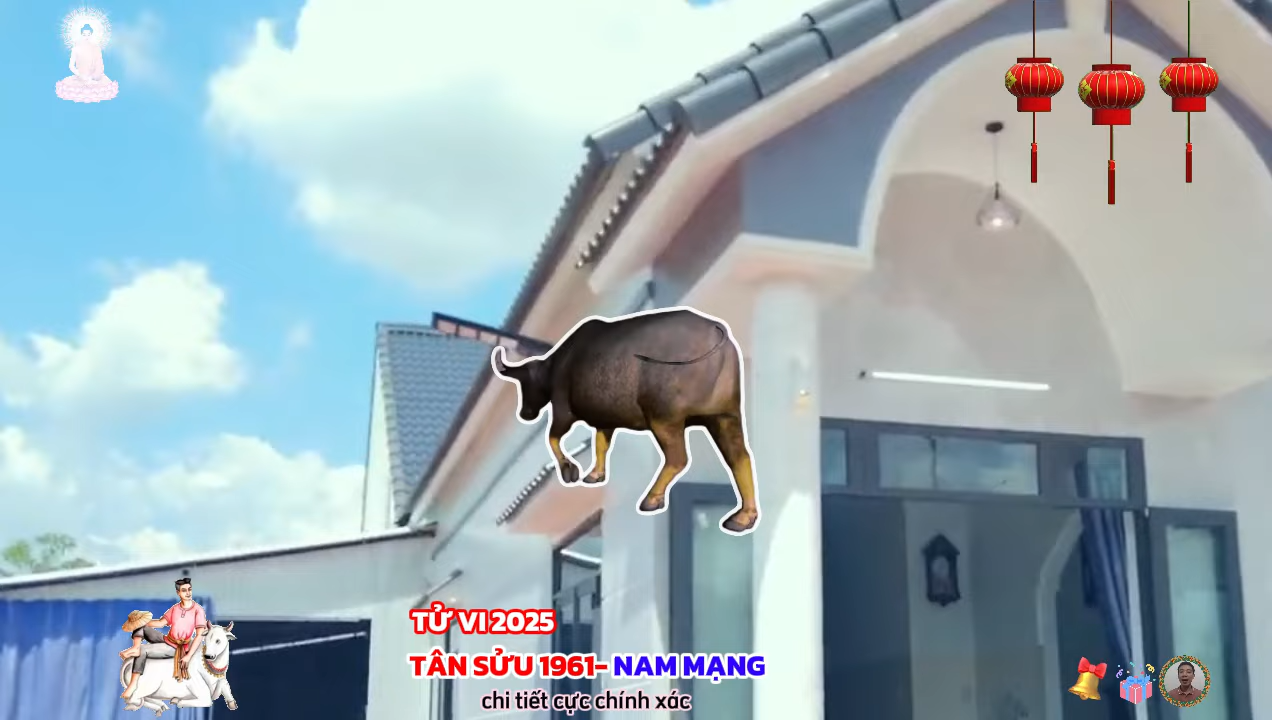 TỬ VI 2025
TÂN SỬU 1961- NAM MẠNG
chi tiết cực chính xác